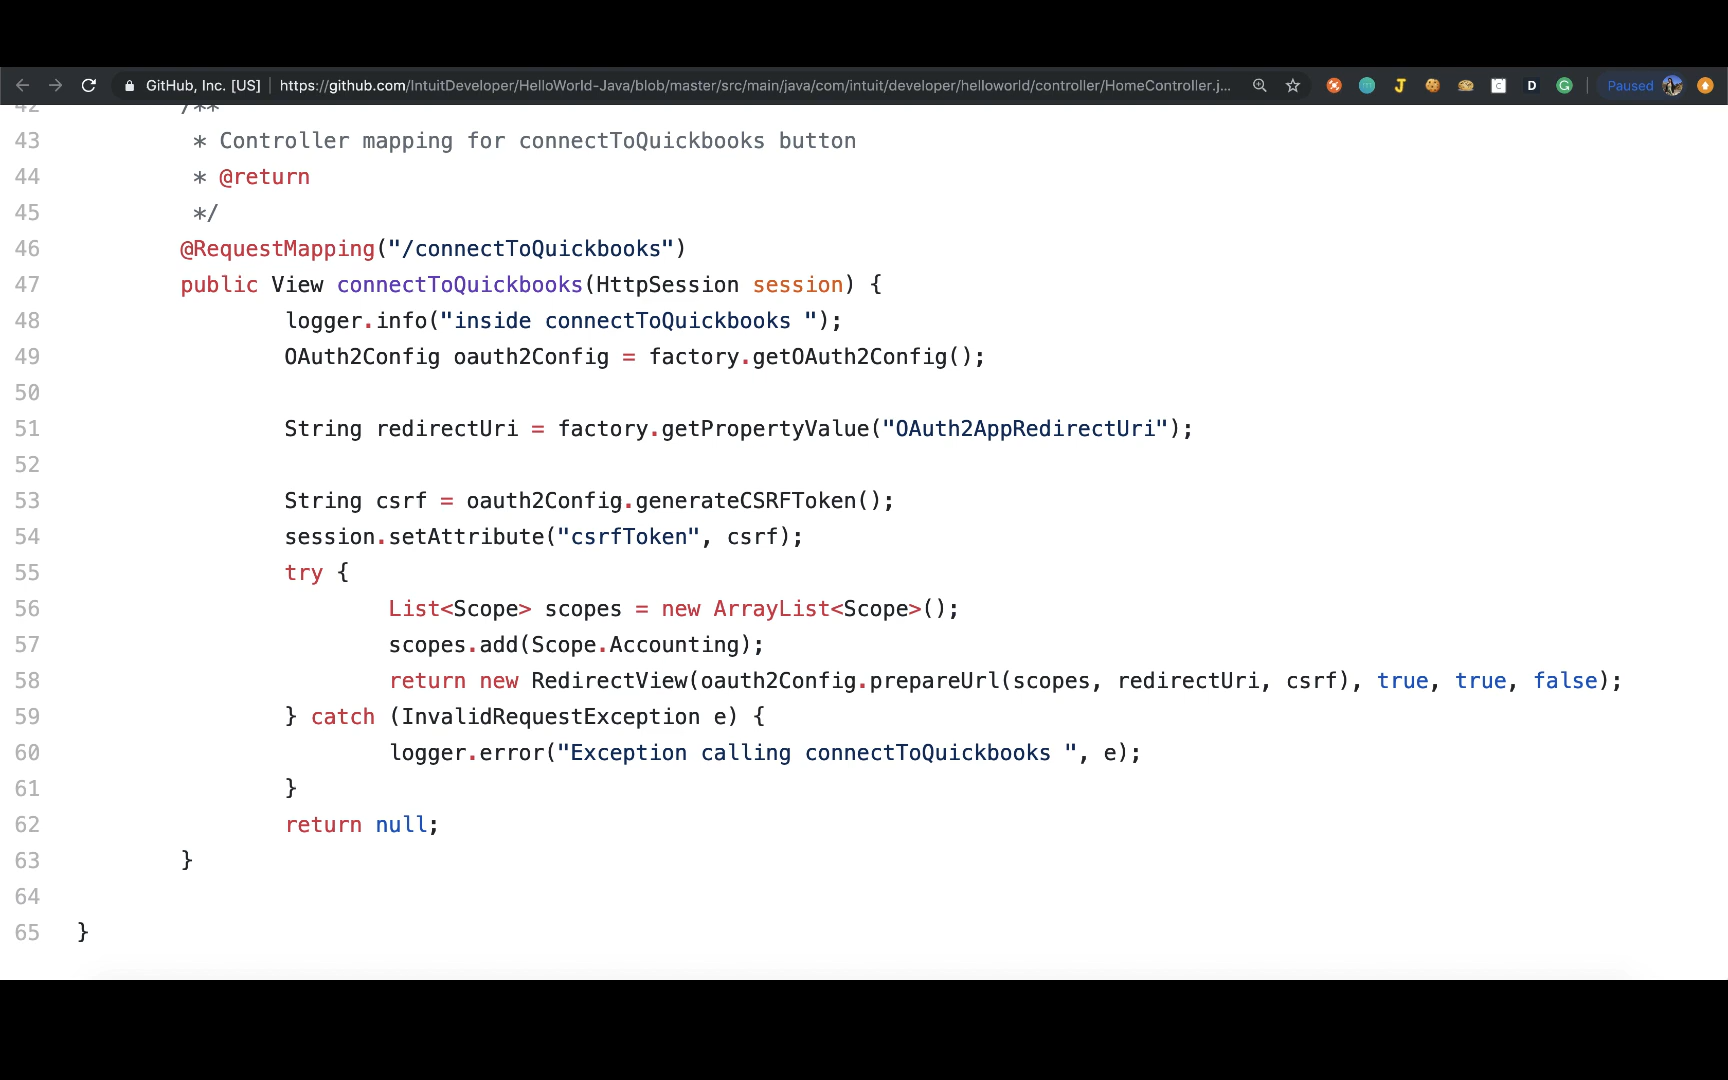 GitHub, Inc. [US] | https://github.com/IntuitDeveloper/HelloWorld-Java/blob/master/src/main/java/com/intuit/developer/helloworld/controller/HomeController.j... J D G Paused
42 /**
43 * Controller mapping for connectToQuickbooks button
44 * @return
45 */
46 @RequestMapping("/connectToQuickbooks")
47 public View connectToQuickbooks(HttpSession session) {
48 logger.info("inside connectToQuickbooks ");
49 OAuth2Config oauth2Config = factory.getOAuth2Config();
50
51 String redirectUri = factory.getPropertyValue("OAuth2AppRedirectUri");
52
53 String csrf = oauth2Config.generateCSRFToken();
54 session.setAttribute("csrfToken", csrf);
55 try {
56 List<Scope> scopes = new ArrayList<Scope>();
57 scopes.add(Scope.Accounting);
58 return new RedirectView(oauth2Config.prepareUrl(scopes, redirectUri, csrf), true, true, false);
59 } catch (InvalidRequestException e) {
60 logger.error("Exception calling connectToQuickbooks ", e);
61 }
62 return null;
63 }
64
65 }